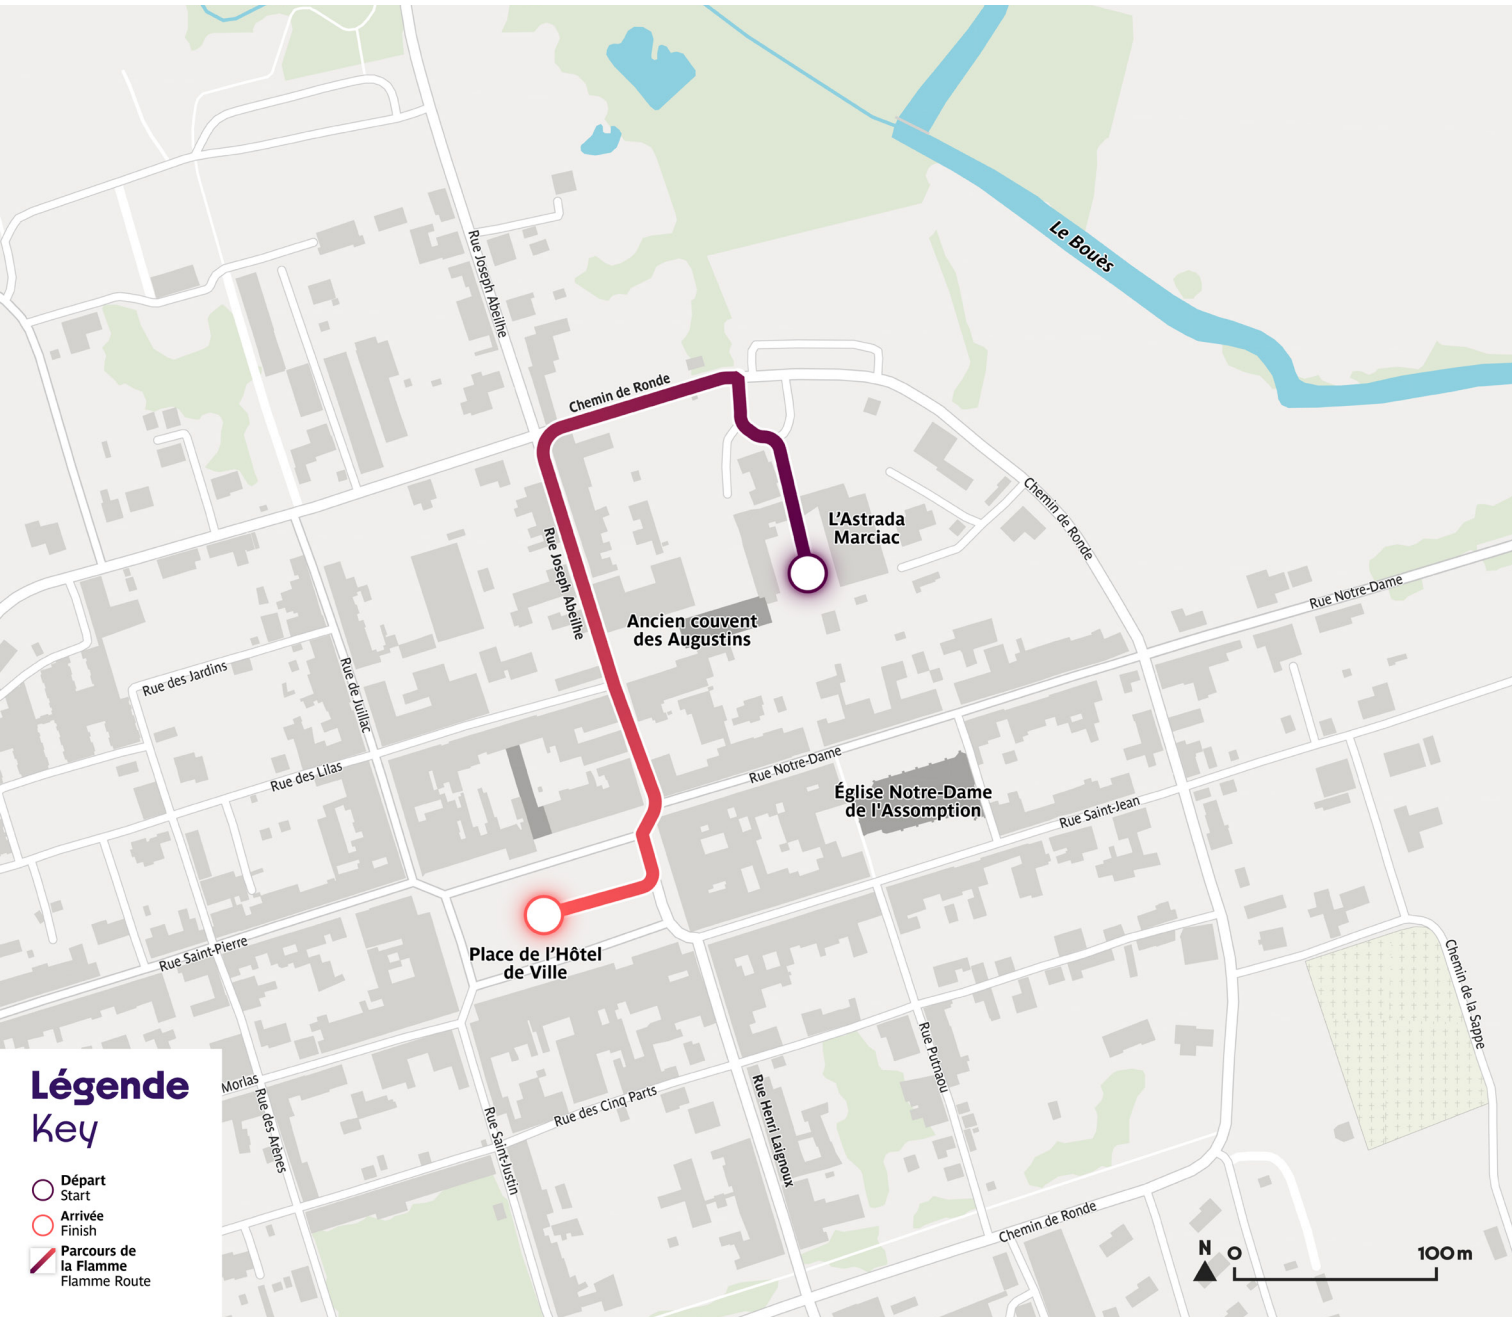 Le Bouès
Rue Joseph Abeilhe
Chemin de Ronde
Chemin de Ronde
L'Astrada
Marciac
Rue Joseph Abeilhe
Rue Notre-Dame
Ancien couvent
des Augustins
Rue des Jardins
Rue de Juillac
Rue des Lilas
Rue Notre-Dame
Église Notre-Dame
de l'Assomption
Rue Saint-Jean
Rue Saint-Pierre
Place de l'Hôtel
de Ville
Chemin de la Sappe
Rue Putnaou
Morlas
Rue des Arènes
Rue des Cinq Parts
Rue Saint-Justin
Rue Henri Laignoux
Chemin de Ronde
Légende
Key
Départ
Start
Arrivée
Finish
Parcours de
la Flamme
Flamme Route
N 0 100m